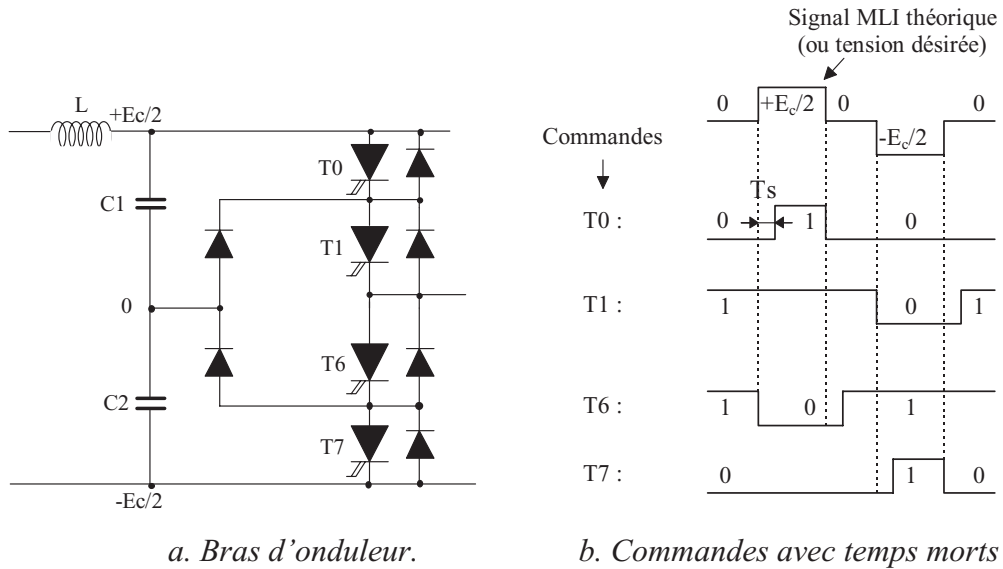 L
+Ec/2
C1
0
C2
-Ec/2
T0
T1
T6
T7
a. Bras d’onduleur.
Signal MLI théorique
(ou tension désirée)
0 +Ec/2 0 -Ec/2 0
Commandes
Ts
T0 : 0 1 0
T1 : 1 0 1
T6 : 1 0 1
T7 : 0 1 0
b. Commandes avec temps morts